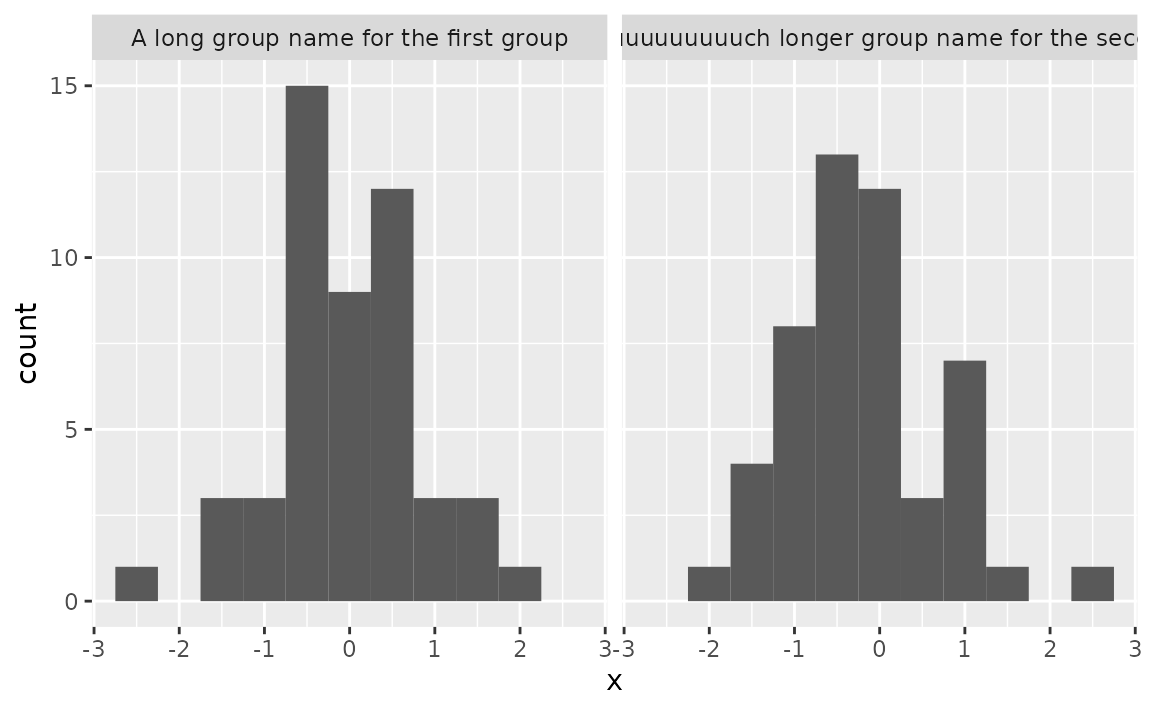 A long group name for the first group
uuuuuuuuch longer group name for the sec
15
10
5
0
count
-3 -2 -1 0 1 2 3
-3 -2 -1 0 1 2 3
x